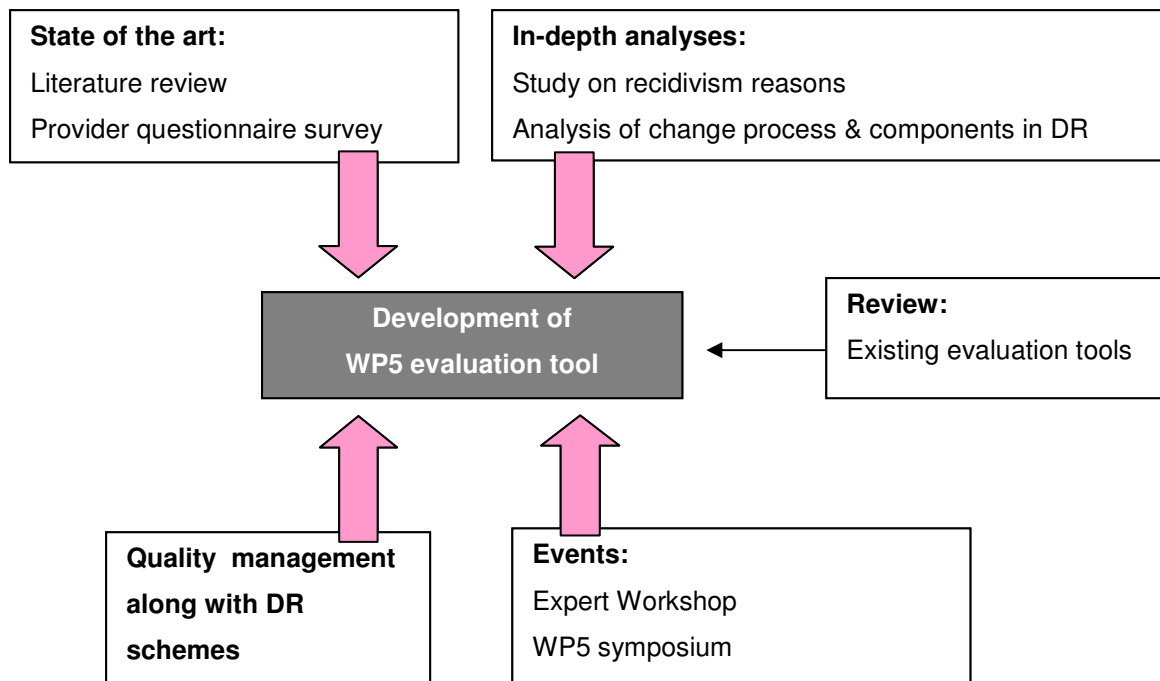 State of the art:
Literature review
Provider questionnaire survey
In-depth analyses:
Study on recidivism reasons
Analysis of change process & components in DR
Development of
WP5 evaluation tool
Review:
Existing evaluation tools
Quality management
along with DR
schemes
Events:
Expert Workshop
WP5 symposium